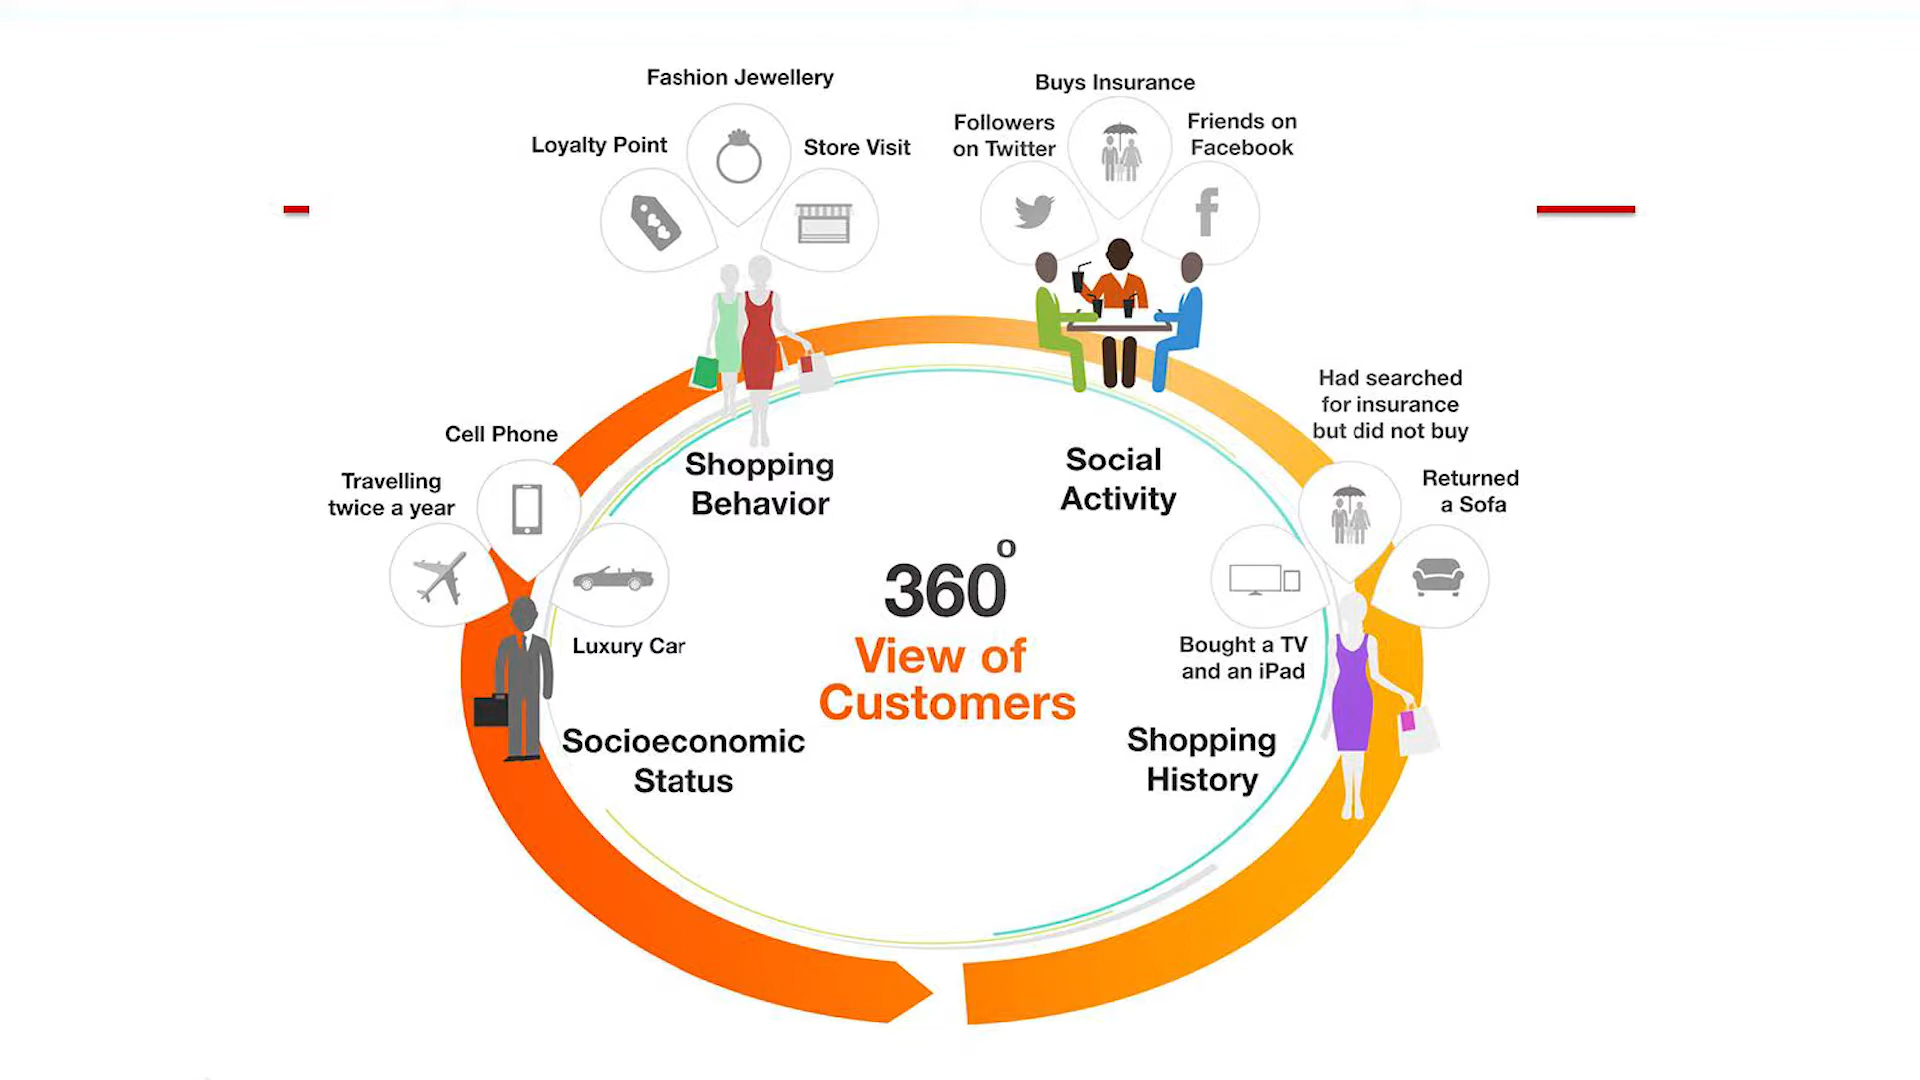 Fashion Jewellery
Loyalty Point
Store Visit
Buys Insurance
Followers
on Twitter
Friends on
Facebook
Had searched
for insurance
but did not buy
Returned
a Sofa
Cell Phone
Travelling
twice a year
Luxury Car
Shopping
Behavior
Social
Activity
360°
View of
Customers
Bought a TV
and an iPad
Socioeconomic
Status
Shopping
History